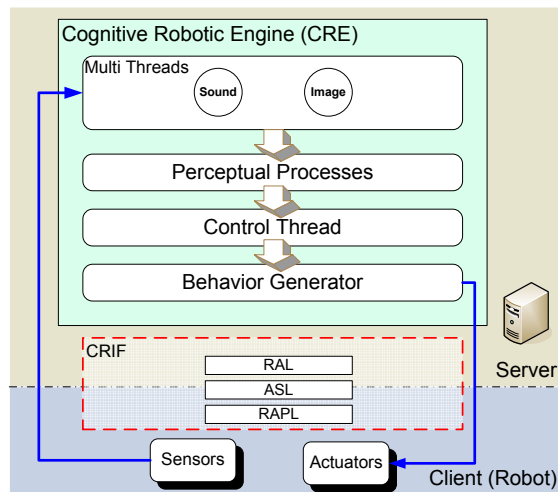 Cognitive Robotic Engine (CRE)
Multi Threads
Sound
Image
Perceptual Processes
Control Thread
Behavior Generator
CRIF
RAL
ASL
RAPL
Server
Sensors
Actuators
Client (Robot)